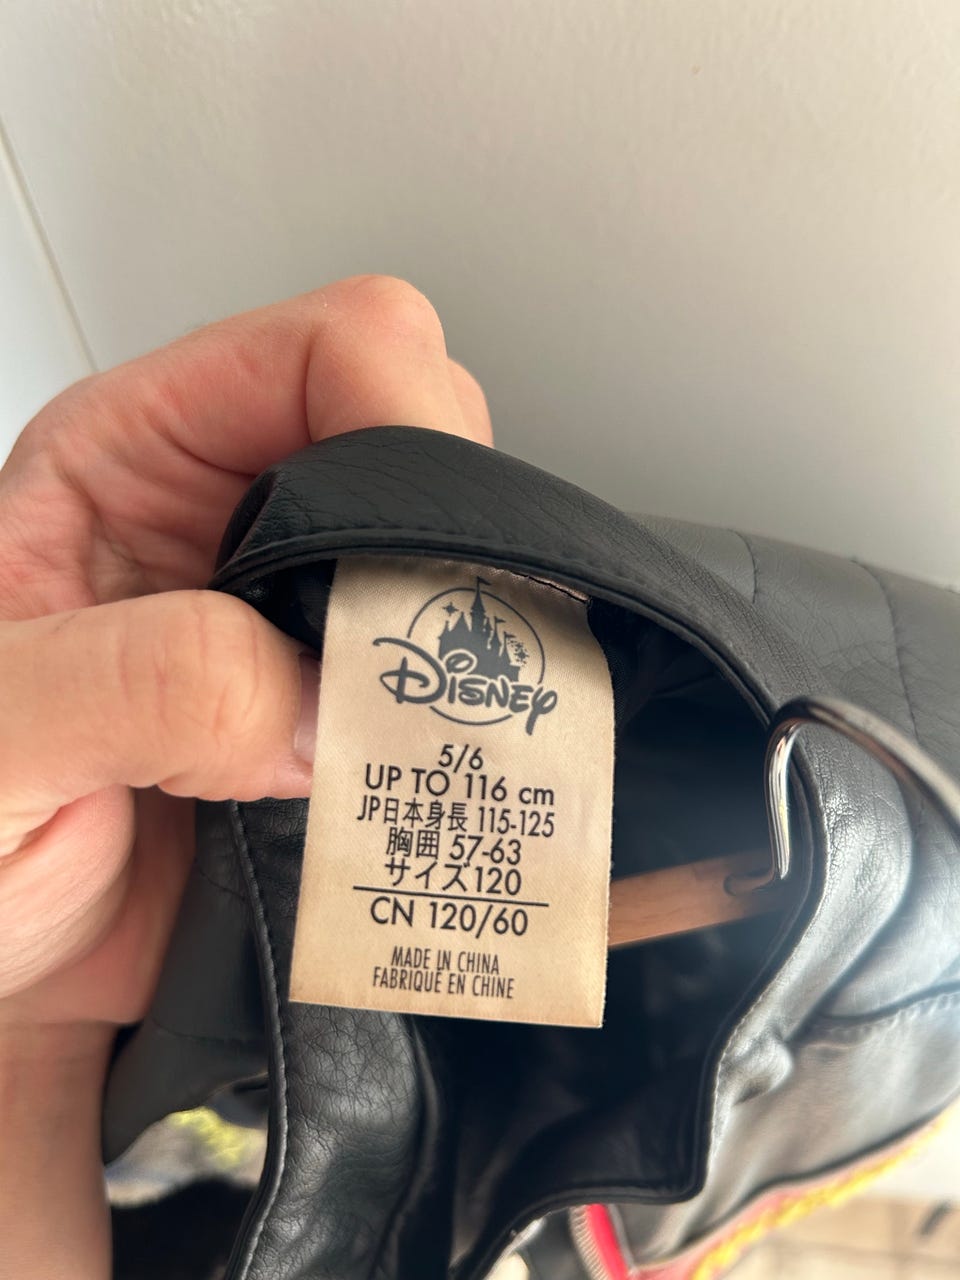 Disney
5/6
UP TO 116 cm
JP日本身長 115-125
胸囲 57-63
サイズ120
CN 120/60
MADE IN CHINA
FABRIQUÉ EN CHINE